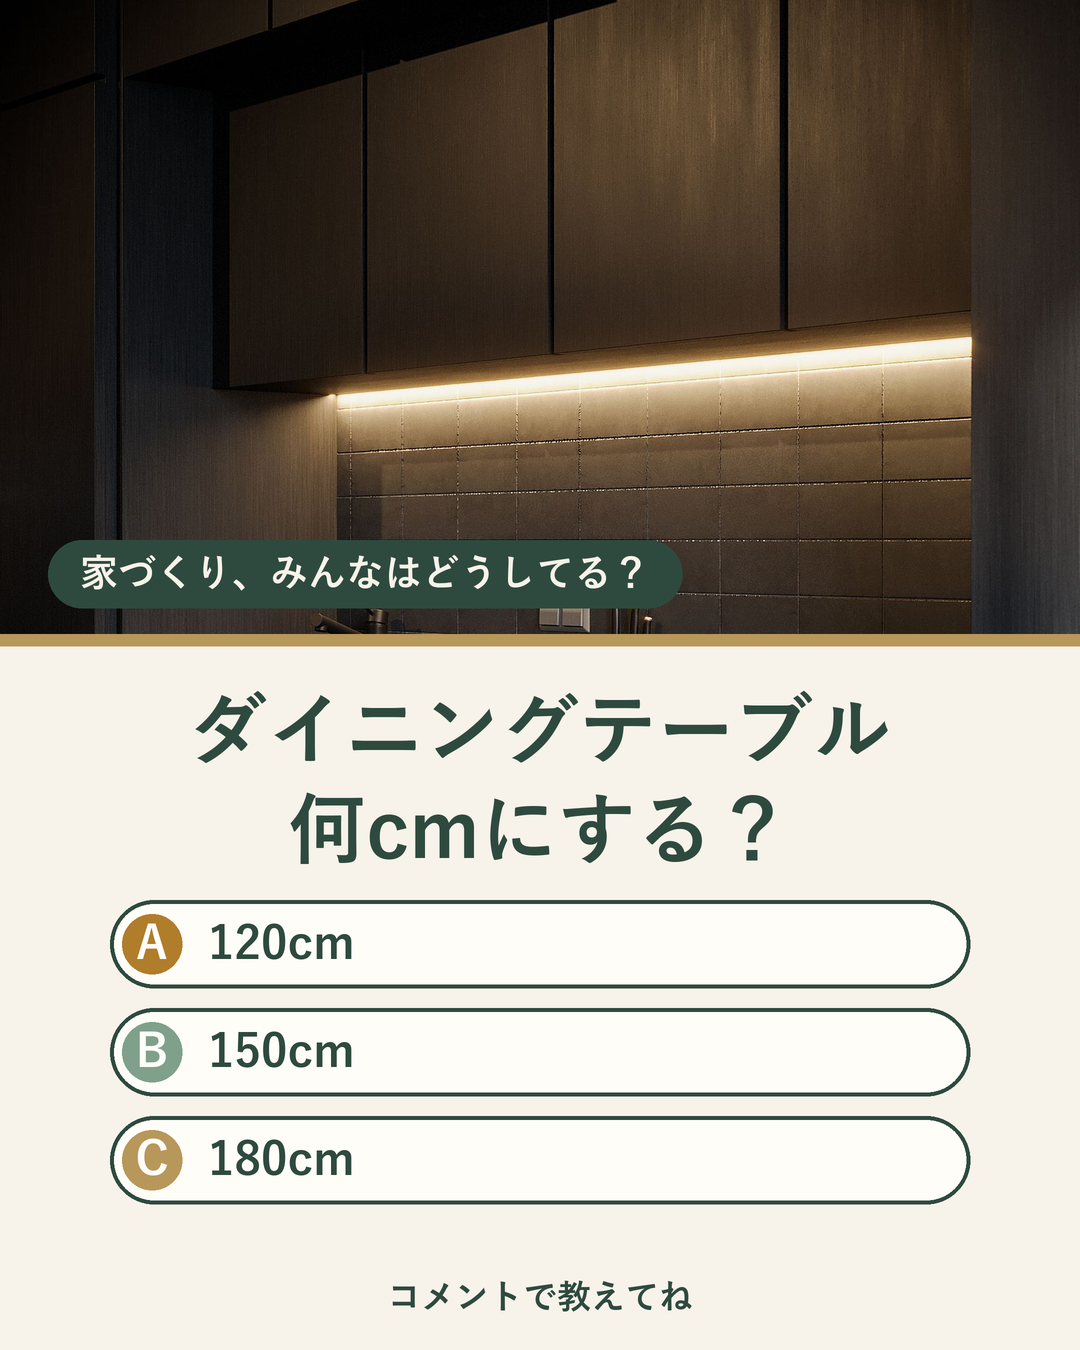 家づくり、みんなはどうしてる？
ダイニングテーブル
何cmにする？
A 120cm
B 150cm
C 180cm
コメントで教えてね